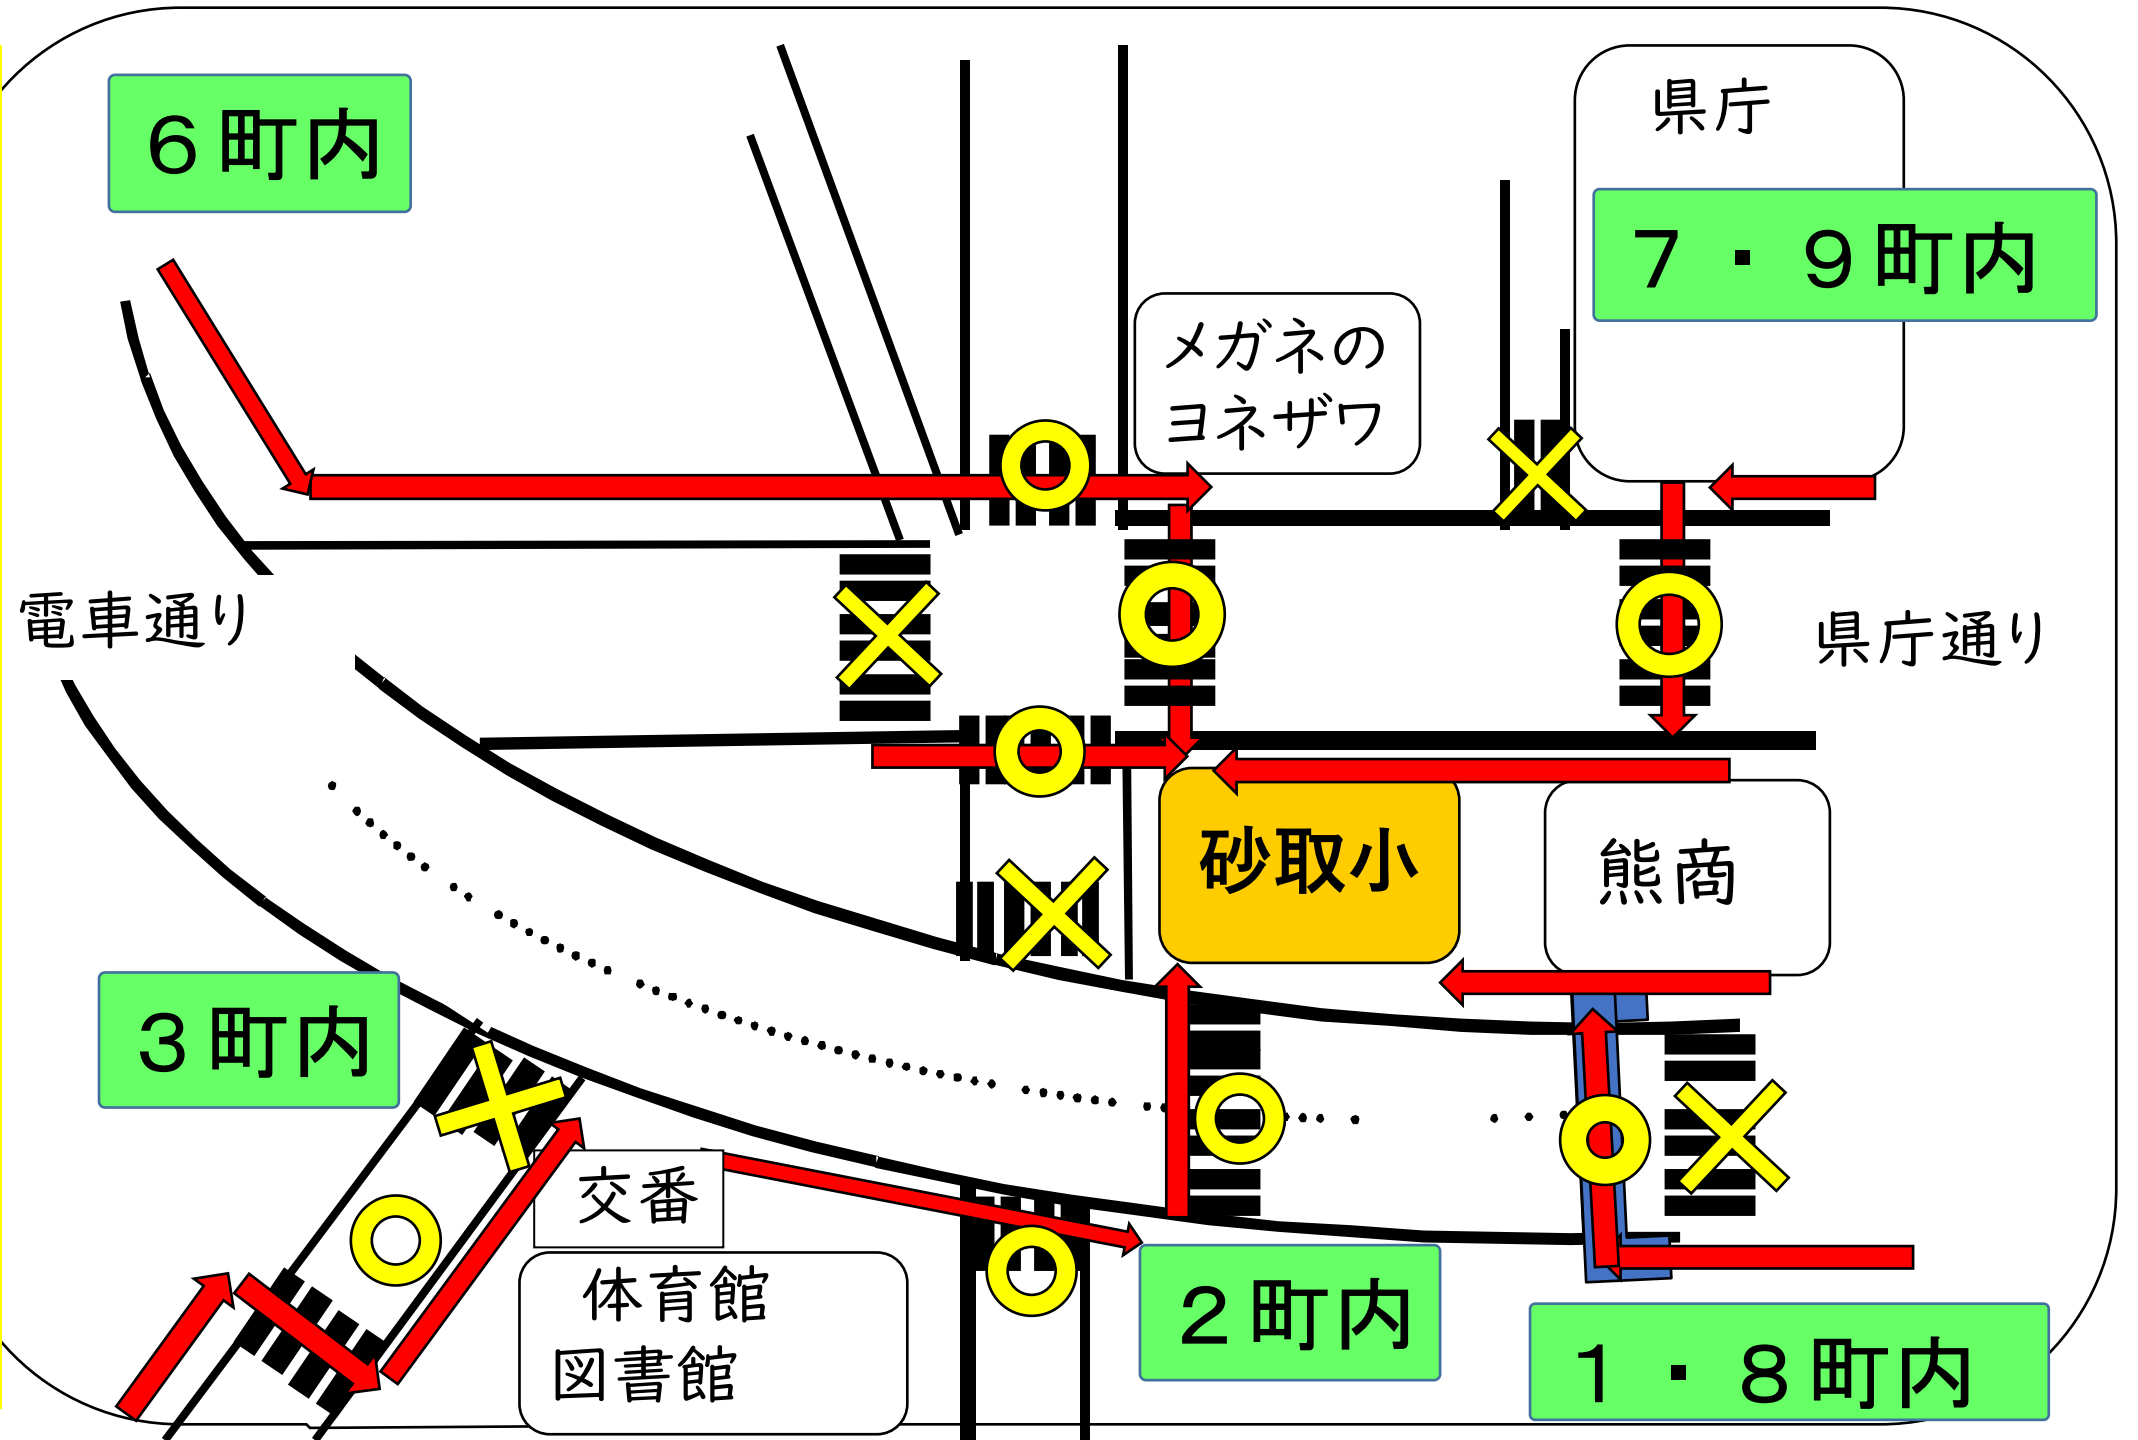 ６町内
県庁
７・９町内
メガネの
ヨネザワ
電車通り
県庁通り
砂取小
熊商
３町内
交番
体育館
図書館
２町内
１・８町内